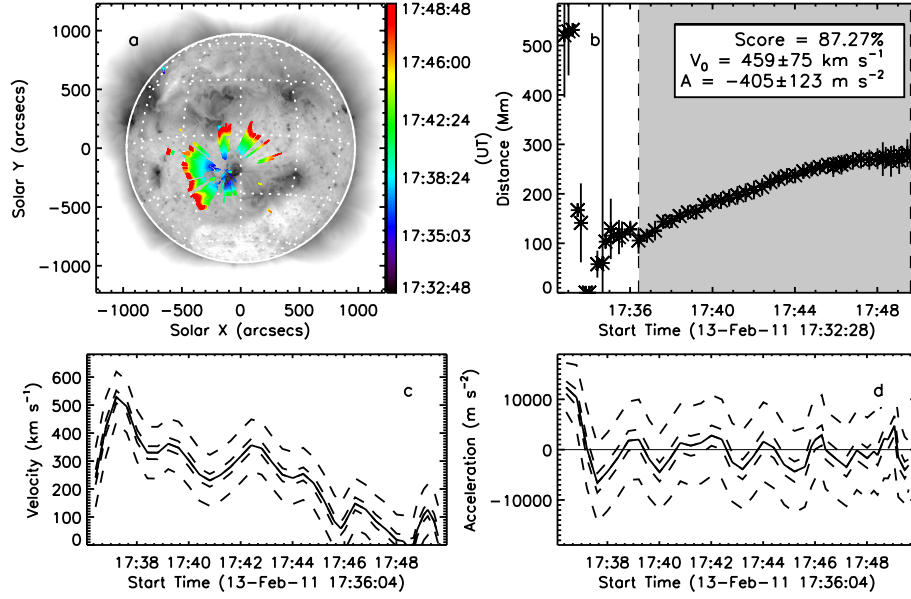 a
1000
500
0
−500
−1000
Solar Y (arcsecs)
−1000 −500 0 500 1000
Solar X (arcsecs)
17:48:48
17:46:00
17:42:24
17:38:24
17:35:03
17:32:48
(UT)
b
Score = 87.27%
V0 = 459±75 km s−1
A = −405±123 m s−2
500
400
300
200
100
0
Distance (Mm)
17:36 17:40 17:44 17:48
Start Time (13−Feb−11 17:32:28)
c
600
500
400
300
200
100
0
Velocity (km s−1)
17:38 17:40 17:42 17:44 17:46 17:48
Start Time (13−Feb−11 17:36:04)
d
10000
0
−10000
Acceleration (m s−2)
17:38 17:40 17:42 17:44 17:46 17:48
Start Time (13−Feb−11 17:36:04)